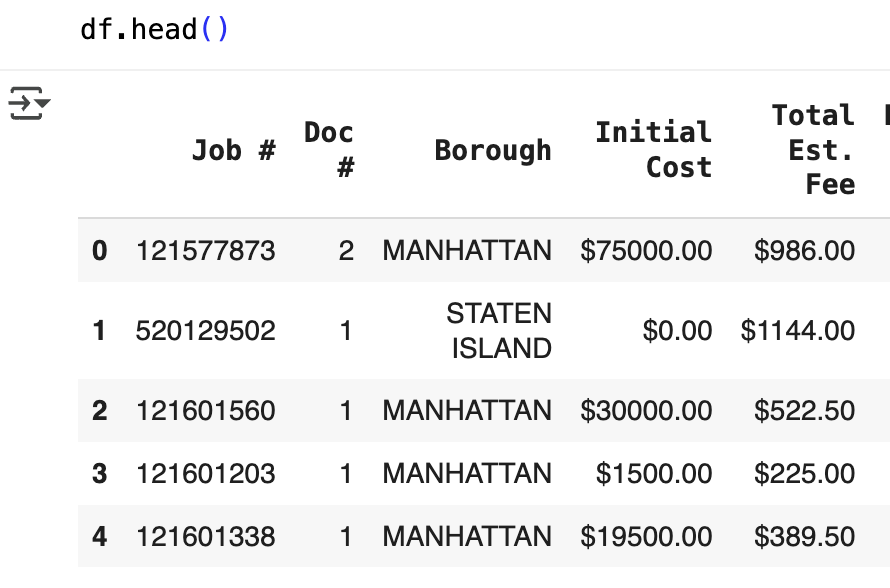 df.head()
Job # Doc # Borough Initial Cost Total Est. Fee
0 121577873 2 MANHATTAN $75000.00 $986.00
1 520129502 1 STATEN ISLAND $0.00 $1144.00
2 121601560 1 MANHATTAN $30000.00 $522.50
3 121601203 1 MANHATTAN $1500.00 $225.00
4 121601338 1 MANHATTAN $19500.00 $389.50